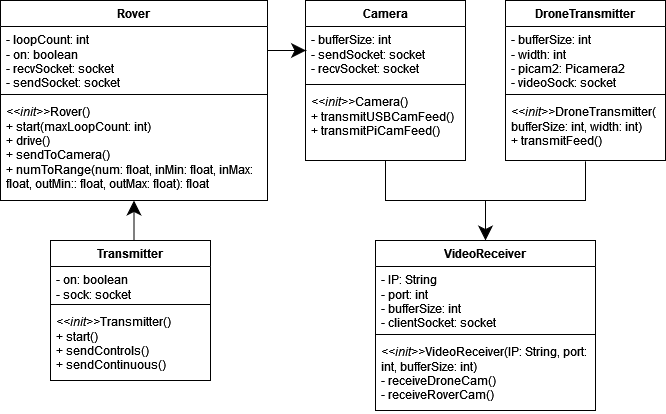 Rover
- loopCount: int
- on: boolean
- recvSocket: socket
- sendSocket: socket
<<init>>Rover()
+ start(maxLoopCount: int)
+ drive()
+ sendToCamera()
+ numToRange(num: float, inMin: float, inMax:
float, outMin:: float, outMax: float): float
Camera
- bufferSize: int
- sendSocket: socket
- recvSocket: socket
<<init>>Camera()
+ transmitUSBCamFeed()
+ transmitPiCamFeed()
DroneTransmitter
- bufferSize: int
- width: int
- picam2: Picamera2
- videoSock: socket
<<init>>DroneTransmitter(
bufferSize: int, width: int)
+ transmitFeed()
Transmitter
- on: boolean
- sock: socket
<<init>>Transmitter()
+ start()
+ sendControls()
+ sendContinuous()
VideoReceiver
- IP: String
- port: int
- bufferSize: int
- clientSocket: socket
<<init>>VideoReceiver(IP: String, port:
int, bufferSize: int)
- receiveDroneCam()
- receiveRoverCam()